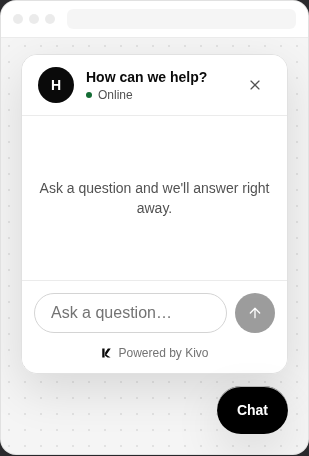 H
How can we help?
Online
Ask a question and we'll answer right
away.
Ask a question…
Powered by Kivo
Chat